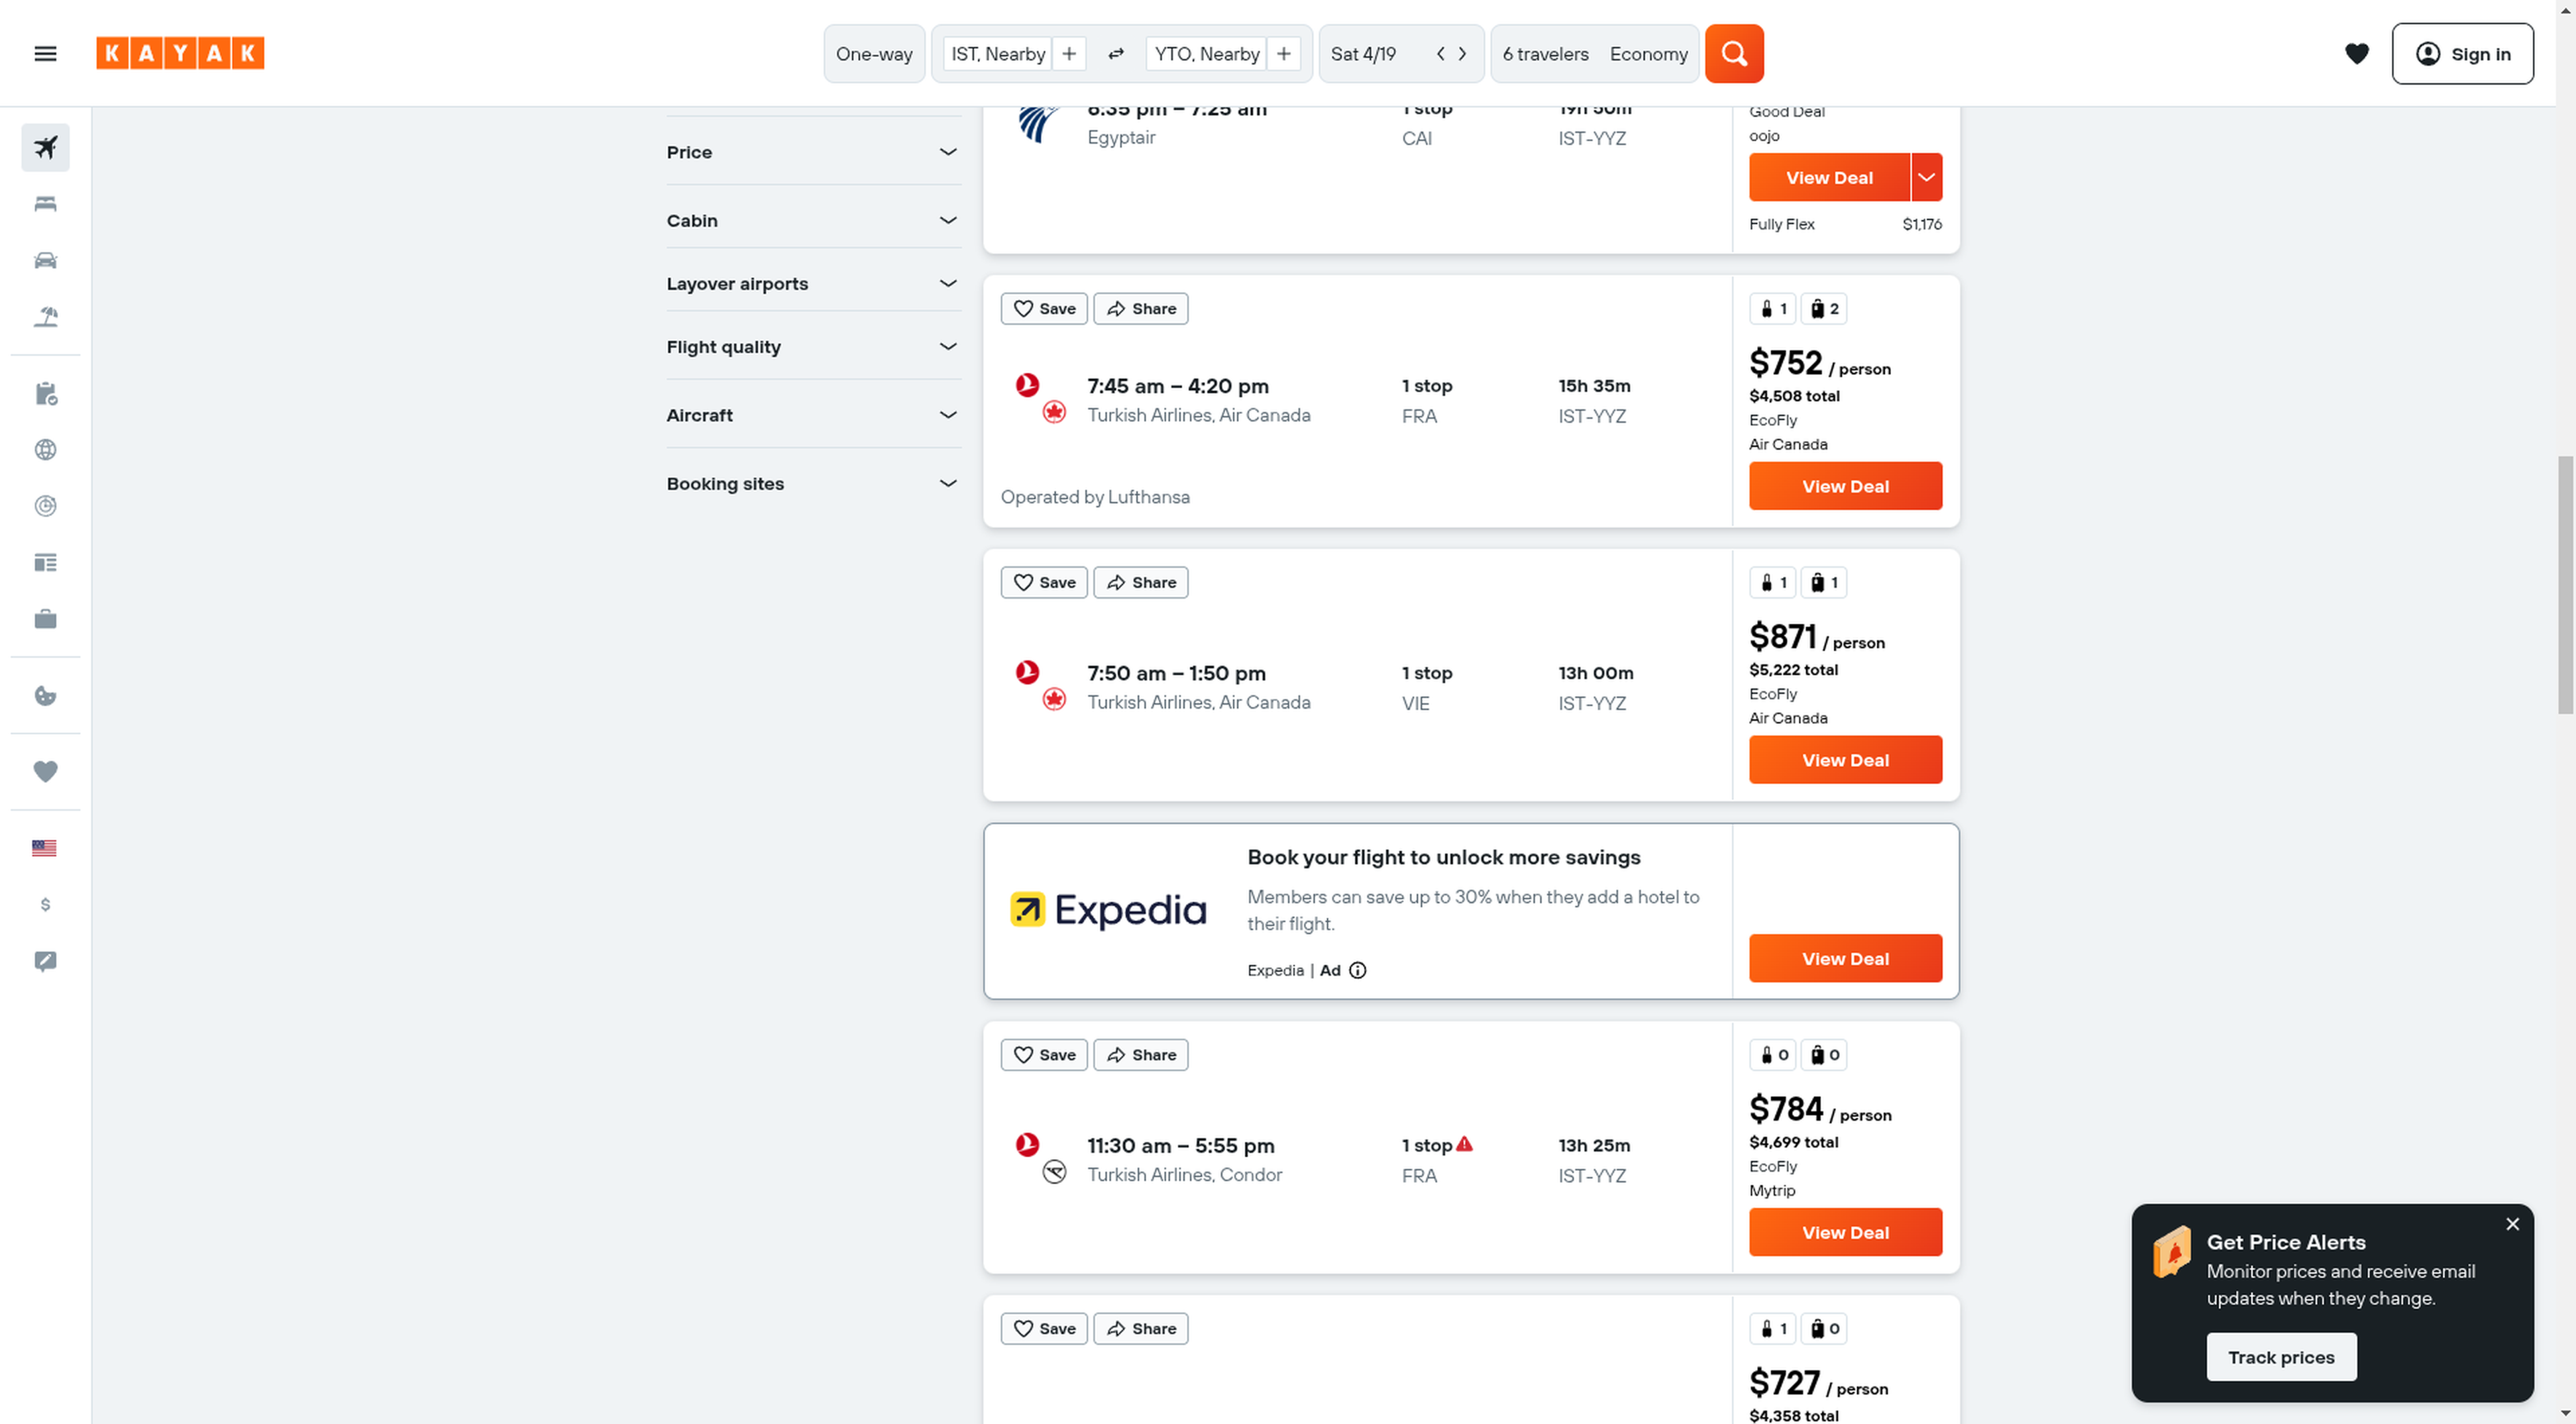 KAYAK
One-way
IST, Nearby
YTO, Nearby
Sat 4/19
6 travelers Economy
Sign in
Price
Cabin
Layover airports
Flight quality
Aircraft
Booking sites
6:35 pm – 7:25 am
Egyptair
1 stop
CAI
19h 50m
IST-YYZ
Good Deal
oojo
View Deal
Fully Flex $1,176
Save Share
7:45 am – 4:20 pm
Turkish Airlines, Air Canada
1 stop
FRA
15h 35m
IST-YYZ
Operated by Lufthansa
1 2
$752 / person
$4,508 total
EcoFly
Air Canada
View Deal
Save Share
7:50 am – 1:50 pm
Turkish Airlines, Air Canada
1 stop
VIE
13h 00m
IST-YYZ
1 1
$871 / person
$5,222 total
EcoFly
Air Canada
View Deal
Expedia
Book your flight to unlock more savings
Members can save up to 30% when they add a hotel to
their flight.
Expedia | Ad
View Deal
Save Share
11:30 am – 5:55 pm
Turkish Airlines, Condor
1 stop
FRA
13h 25m
IST-YYZ
0 0
$784 / person
$4,699 total
EcoFly
Mytrip
View Deal
Save Share
1 0
$727 / person
$4,358 total
$
Get Price Alerts
Monitor prices and receive email
updates when they change.
Track prices